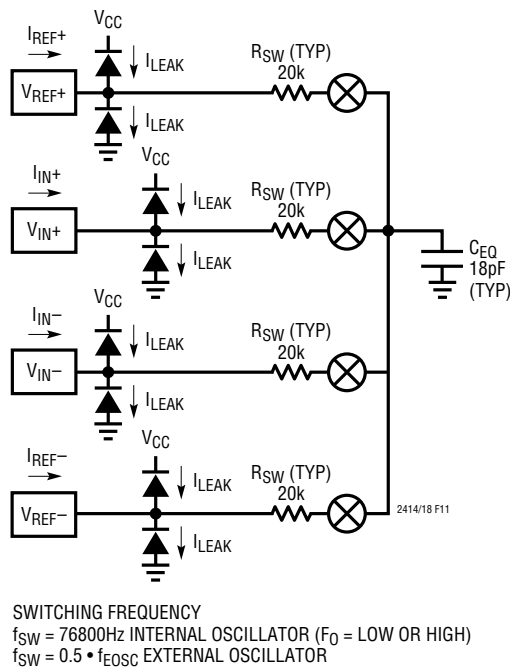 VCC
IREF+
VREF+
ILEAK
ILEAK
RSW (TYP)
20k
VCC
IIN+
VIN+
ILEAK
ILEAK
RSW (TYP)
20k
CEQ
18pF
(TYP)
VCC
IIN−
VIN−
ILEAK
ILEAK
RSW (TYP)
20k
VCC
IREF−
VREF−
ILEAK
ILEAK
RSW (TYP)
20k
2414/18 F11
SWITCHING FREQUENCY
fSW = 76800Hz INTERNAL OSCILLATOR (FO = LOW OR HIGH)
fSW = 0.5 • fEOSC EXTERNAL OSCILLATOR